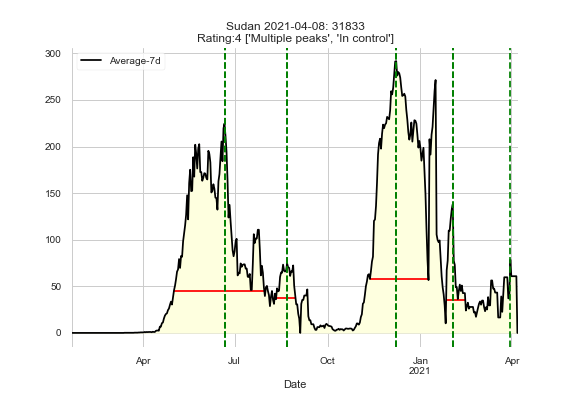 Sudan 2021-04-08: 31833
Rating:4 ['Multiple peaks', 'In control']
Average-7d
300
250
200
150
100
50
0
Apr
Jul
Oct
Jan
2021
Apr
Date